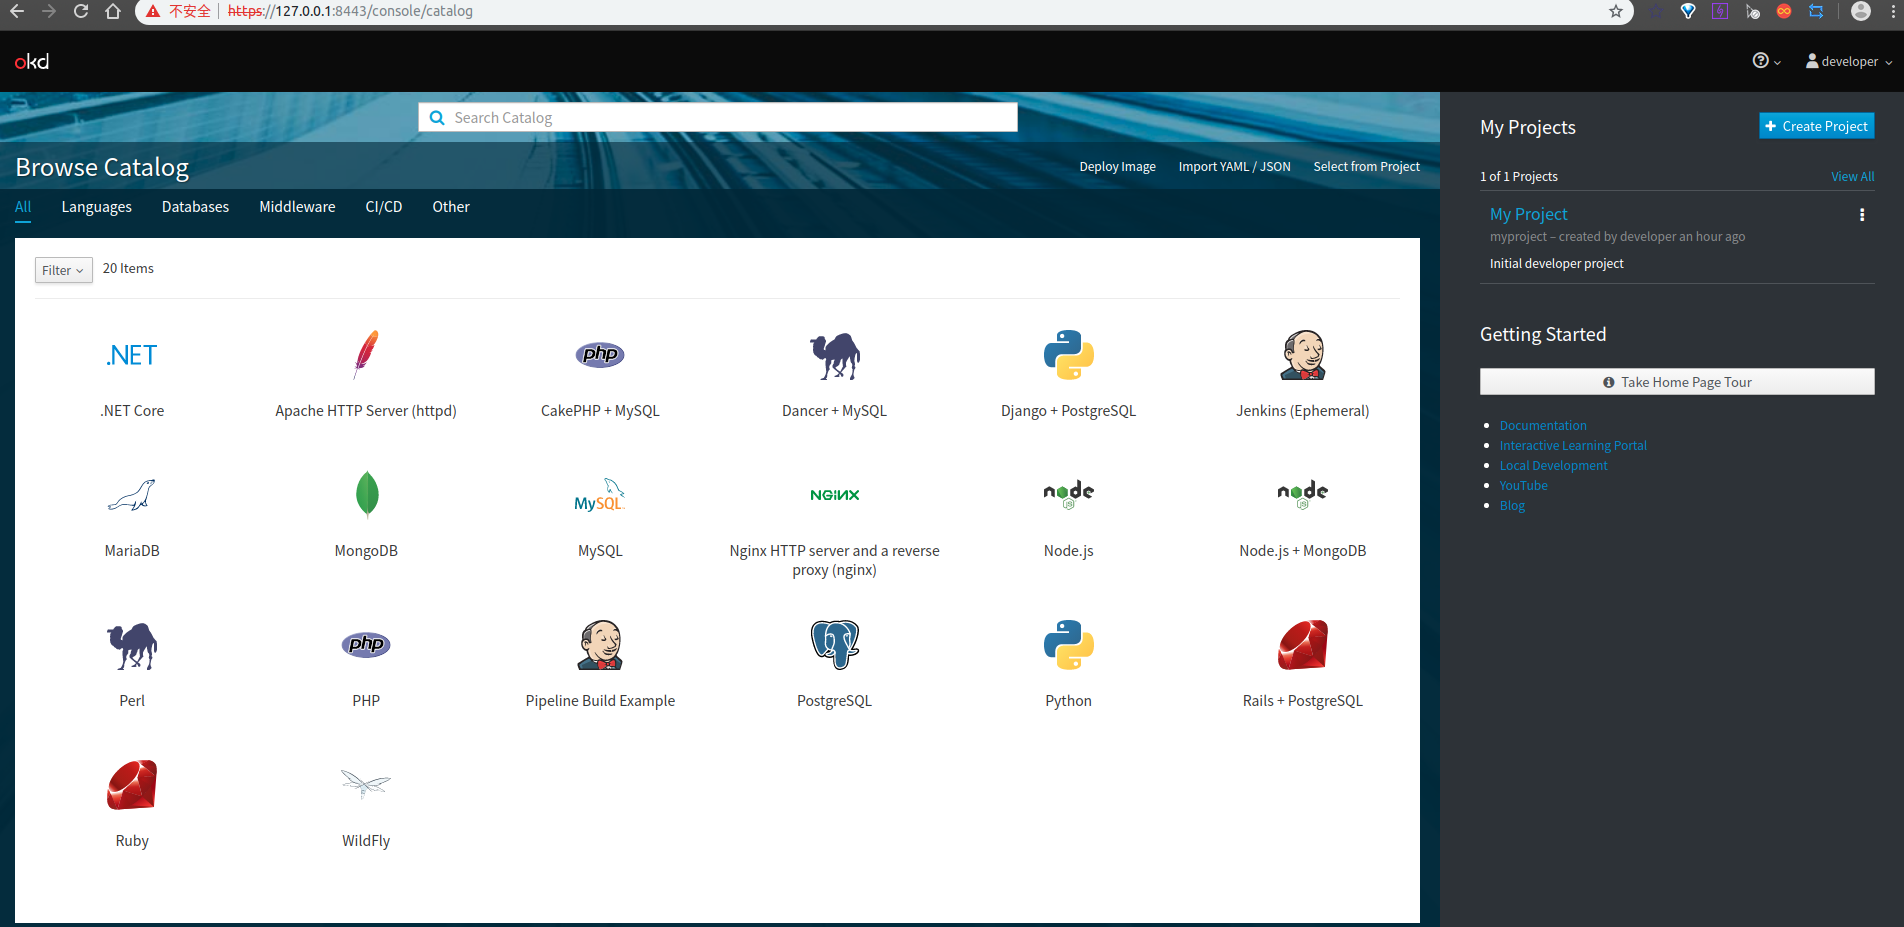 不安全 https://127.0.0.1:8443/console/catalog
okd
developer
Search Catalog
Browse Catalog
Deploy Image Import YAML / JSON Select from Project
All Languages Databases Middleware CI/CD Other
Filter 20 Items
.NET
php
.NET Core Apache HTTP Server (httpd) CakePHP + MySQL Dancer + MySQL Django + PostgreSQL Jenkins (Ephemeral)
MySQL NGINX node node
JS JS
MariaDB MongoDB MySQL Nginx HTTP server and a reverse proxy (nginx) Node.js Node.js + MongoDB
php
Perl PHP Pipeline Build Example PostgreSQL Python Rails + PostgreSQL
Ruby WildFly
My Projects
+ Create Project
1 of 1 Projects View All
My Project
myproject – created by developer an hour ago
Initial developer project
Getting Started
Take Home Page Tour
Documentation
Interactive Learning Portal
Local Development
YouTube
Blog